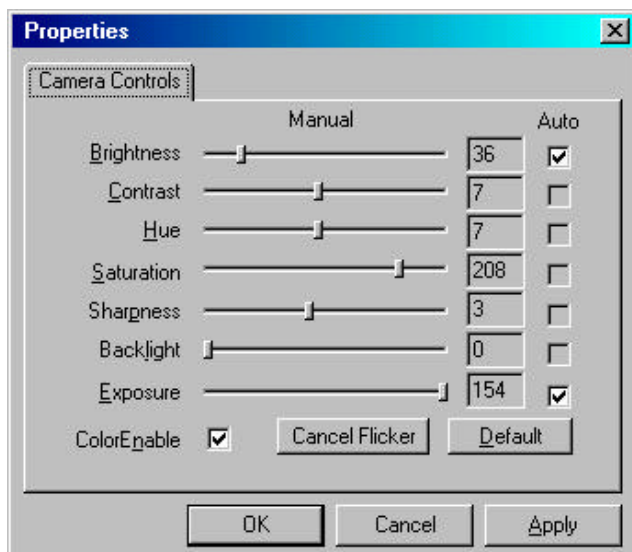 Properties
Camera Controls
Manual Auto
Brightness 36
Contrast 7
Hue 7
Saturation 208
Sharpness 3
Backlight 0
Exposure 154
ColorEnable Cancel Flicker Default
OK Cancel Apply